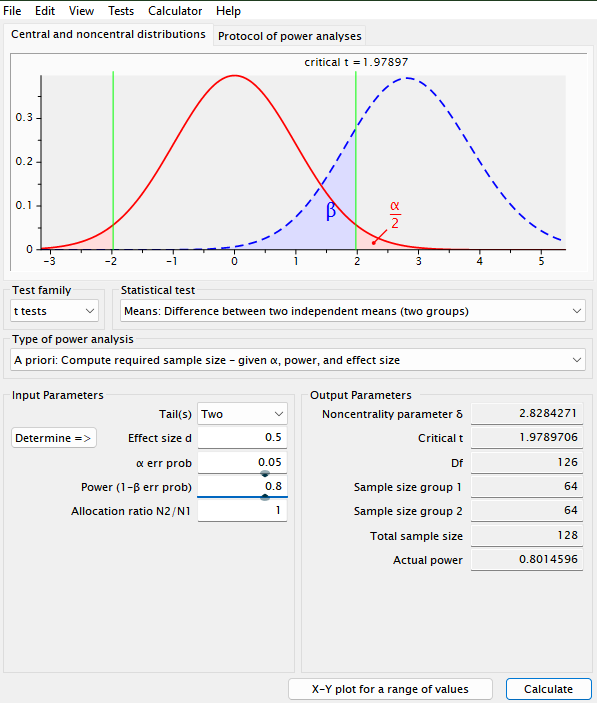 File Edit View Tests Calculator Help
Central and noncentral distributions Protocol of power analyses
critical t = 1.97897
0.3
0.2
0.1
0
β
α
2
-3 -2 -1 0 1 2 3 4 5
Test family Statistical test
t tests Means: Difference between two independent means (two groups)
Type of power analysis
A priori: Compute required sample size - given α, power, and effect size
Input Parameters Output Parameters
Tail(s) Two Noncentrality parameter δ 2.8284271
Determine => Effect size d 0.5 Critical t 1.9789706
α err prob 0.05 Df 126
Power (1-β err prob) 0.8 Sample size group 1 64
Allocation ratio N2/N1 1 Sample size group 2 64
Total sample size 128
Actual power 0.8014596
X-Y plot for a range of values Calculate